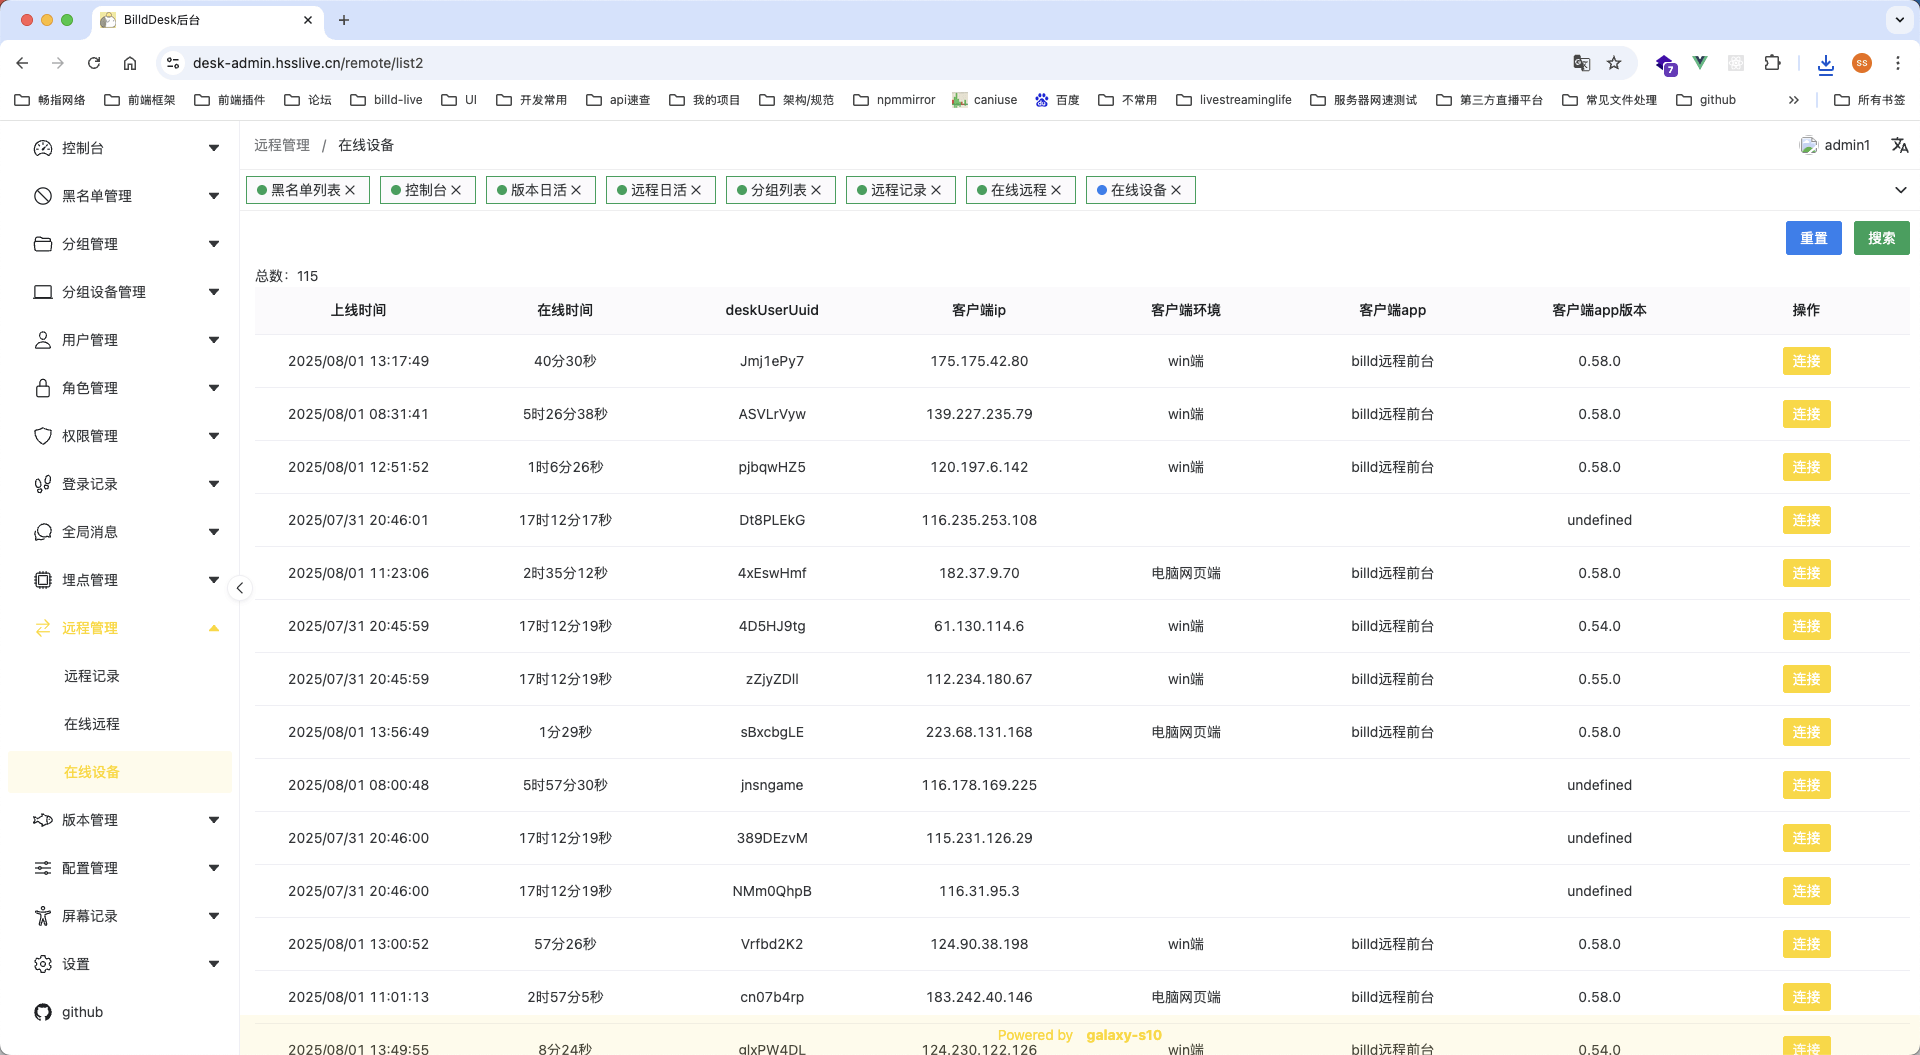 BilldDesk后台
desk-admin.hsslive.cn/remote/list2
7
SS
畅指网络 前端框架 前端插件 论坛 billd-live UI 开发常用 api速查 我的项目 架构/规范 npmmirror caniuse 百度 不常用 livestreaminglife 服务器网速测试 第三方直播平台 常见文件处理 github 所有书签
控制台
黑名单管理
分组管理
分组设备管理
用户管理
角色管理
权限管理
登录记录
全局消息
埋点管理
远程管理
远程记录
在线远程
在线设备
版本管理
配置管理
屏幕记录
设置
github
远程管理 / 在线设备
admin1
黑名单列表 控制台 版本日活 远程日活 分组列表 远程记录 在线远程 在线设备
重置 搜索
总数：115
上线时间 在线时间 deskUserUuid 客户端ip 客户端环境 客户端app 客户端app版本 操作
2025/08/01 13:17:49 40分30秒 Jmj1ePy7 175.175.42.80 win端 billd远程前台 0.58.0 连接
2025/08/01 08:31:41 5时26分38秒 ASVLrVyw 139.227.235.79 win端 billd远程前台 0.58.0 连接
2025/08/01 12:51:52 1时6分26秒 pjbqwHZ5 120.197.6.142 win端 billd远程前台 0.58.0 连接
2025/07/31 20:46:01 17时12分17秒 Dt8PLEkG 116.235.253.108 undefined 连接
2025/08/01 11:23:06 2时35分12秒 4xEswHmf 182.37.9.70 电脑网页端 billd远程前台 0.58.0 连接
2025/07/31 20:45:59 17时12分19秒 4D5HJ9tg 61.130.114.6 win端 billd远程前台 0.54.0 连接
2025/07/31 20:45:59 17时12分19秒 zZjyZDlI 112.234.180.67 win端 billd远程前台 0.55.0 连接
2025/08/01 13:56:49 1分29秒 sBxcbgLE 223.68.131.168 电脑网页端 billd远程前台 0.58.0 连接
2025/08/01 08:00:48 5时57分30秒 jnsngame 116.178.169.225 undefined 连接
2025/07/31 20:46:00 17时12分19秒 389DEzvM 115.231.126.29 undefined 连接
2025/07/31 20:46:00 17时12分19秒 NMm0QhpB 116.31.95.3 undefined 连接
2025/08/01 13:00:52 57分26秒 Vrfbd2K2 124.90.38.198 win端 billd远程前台 0.58.0 连接
2025/08/01 11:01:13 2时57分5秒 cn07b4rp 183.242.40.146 电脑网页端 billd远程前台 0.58.0 连接
Powered by galaxy-s10
2025/08/01 13:49:55 8分24秒 124.230.122.126 win端 billd远程前台 0.54.0 连接